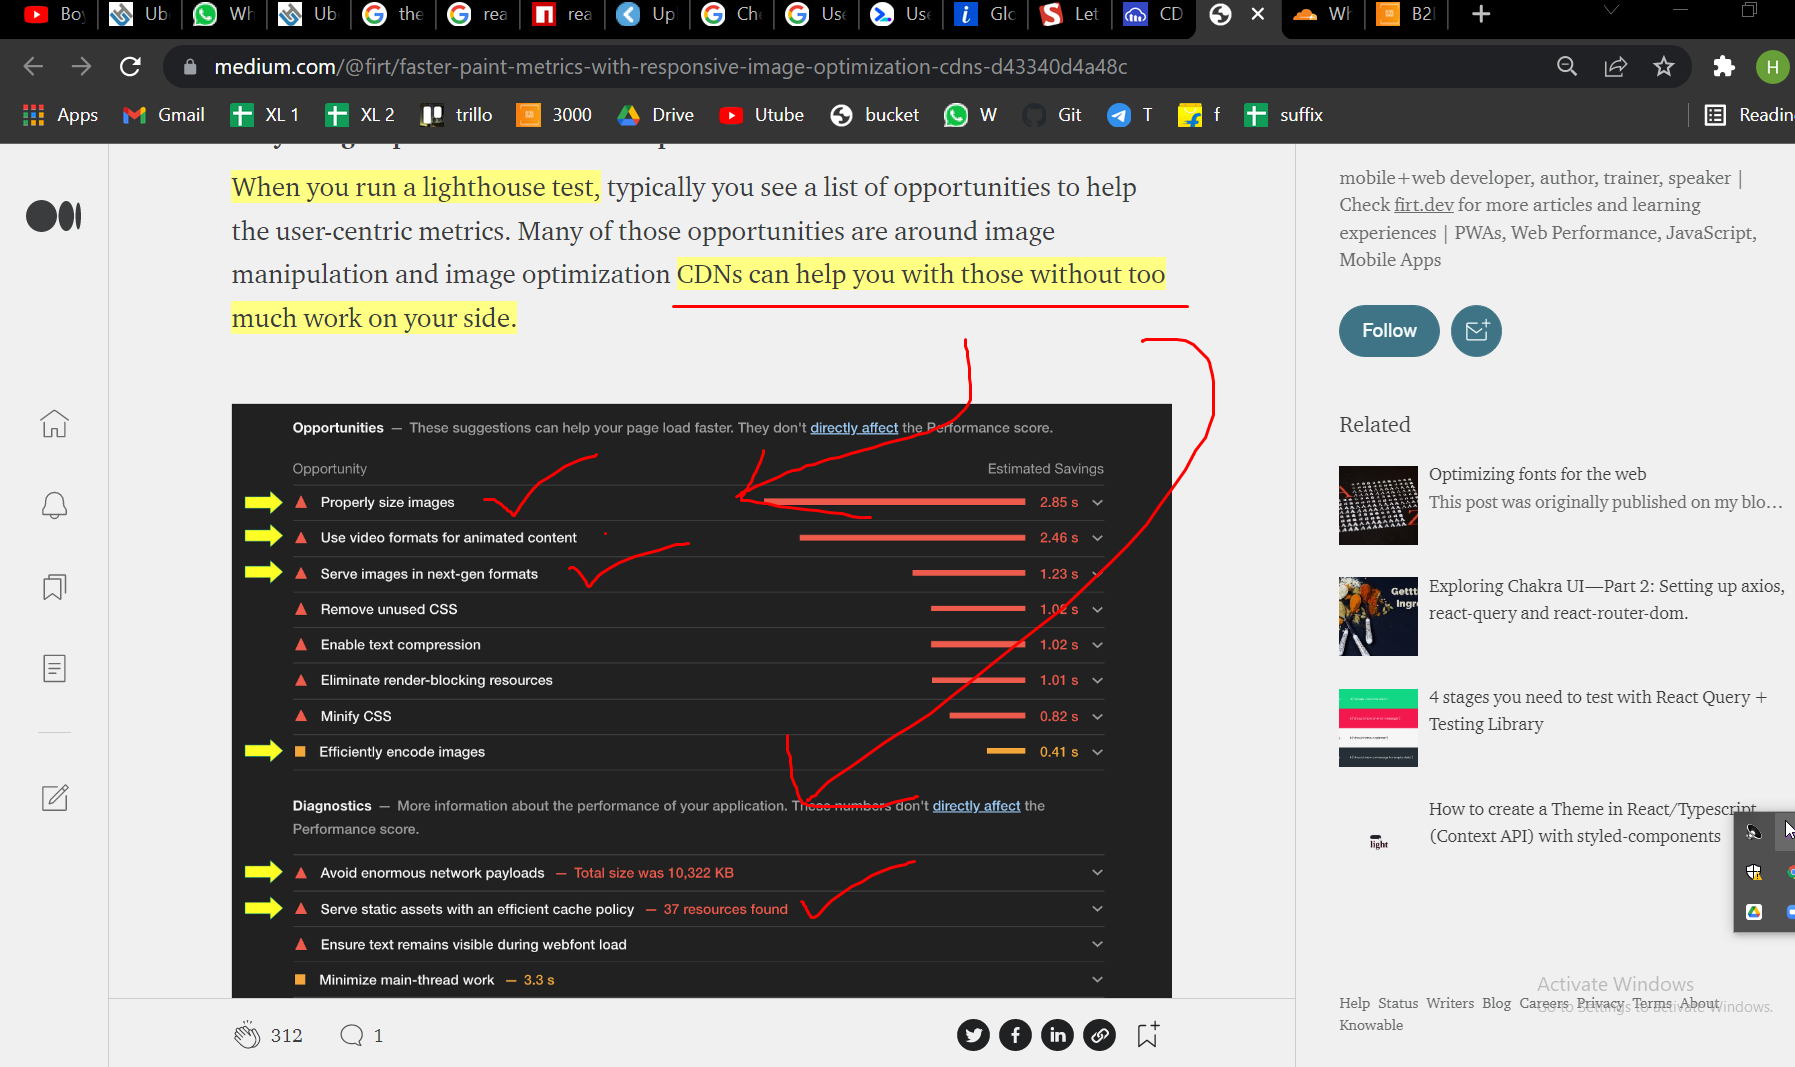 Bo
Ub
Wh
Ub
the
rea
rea
Up
Ch
Use
Use
Glo
Let
CD
Wh
B2
medium.com/@firt/faster-paint-metrics-with-responsive-image-optimization-cdns-d43340d4a48c
H
Apps
Gmail
XL 1
XL 2
trillo
3000
Drive
Utube
bucket
W
Git
T
f
suffix
Readin
When you run a lighthouse test, typically you see a list of opportunities to help
the user-centric metrics. Many of those opportunities are around image
manipulation and image optimization CDNs can help you with those without too
much work on your side.
Opportunities — These suggestions can help your page load faster. They don't directly affect the Performance score.
Opportunity Estimated Savings
Properly size images 2.85 s
Use video formats for animated content 2.46 s
Serve images in next-gen formats 1.23 s
Remove unused CSS 1.02 s
Enable text compression 1.02 s
Eliminate render-blocking resources 1.01 s
Minify CSS 0.82 s
Efficiently encode images 0.41 s
Diagnostics — More information about the performance of your application. These numbers don't directly affect the
Performance score.
Avoid enormous network payloads — Total size was 10,322 KB
Serve static assets with an efficient cache policy — 37 resources found
Ensure text remains visible during webfont load
Minimize main-thread work — 3.3 s
312
1
mobile+web developer, author, trainer, speaker |
Check firt.dev for more articles and learning
experiences | PWAs, Web Performance, JavaScript,
Mobile Apps
Follow
Related
Optimizing fonts for the web
This post was originally published on my blo...
Exploring Chakra UI—Part 2: Setting up axios,
react-query and react-router-dom.
4 stages you need to test with React Query +
Testing Library
How to create a Theme in React/Typescript
(Context API) with styled-components
light
Activate Windows
Go to Settings to activate Windows.
Help Status Writers Blog Careers Privacy Terms About
Knowable